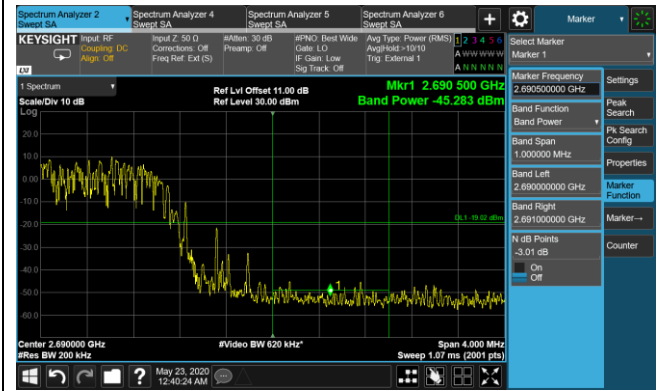 Spectrum Analyzer 2
Swept SA
Spectrum Analyzer 4
Swept SA
Spectrum Analyzer 5
Swept SA
Spectrum Analyzer 6
Swept SA
+
Marker
KEYSIGHT
Input: RF
Coupling: DC
Align: Off
Input Z: 50 Ω
Corrections: Off
Freq Ref: Ext (S)
#Atten: 30 dB
Preamp: Off
#PNO: Best Wide
Gate: LO
IF Gain: Low
Sig Track: Off
Avg Type: Power (RMS)
Avg|Hold:>10/10
Trig: External 1
1 2 3 4 5 6
A W W W W W
A N N N N N
Select Marker
Marker 1
1 Spectrum
Scale/Div 10 dB
Log
Ref Lvl Offset 11.00 dB
Ref Level 30.00 dBm
Mkr1 2.690 500 GHz
Band Power -45.283 dBm
20.0
10.0
0.00
-10.0
-20.0
-30.0
-40.0
-50.0
-60.0
DL1 -19.02 dBm
1
Center 2.690000 GHz
#Res BW 200 kHz
#Video BW 620 kHz*
Span 4.000 MHz
Sweep 1.07 ms (2001 pts)
Marker Frequency
2.690500000 GHz
Band Function
Band Power
Band Span
1.000000 MHz
Band Left
2.690000000 GHz
Band Right
2.691000000 GHz
N dB Points
-3.01 dB
On
Off
Settings
Peak
Search
Pk Search
Config
Properties
Marker
Function
Marker→
Counter
?
May 23, 2020
12:40:24 AM